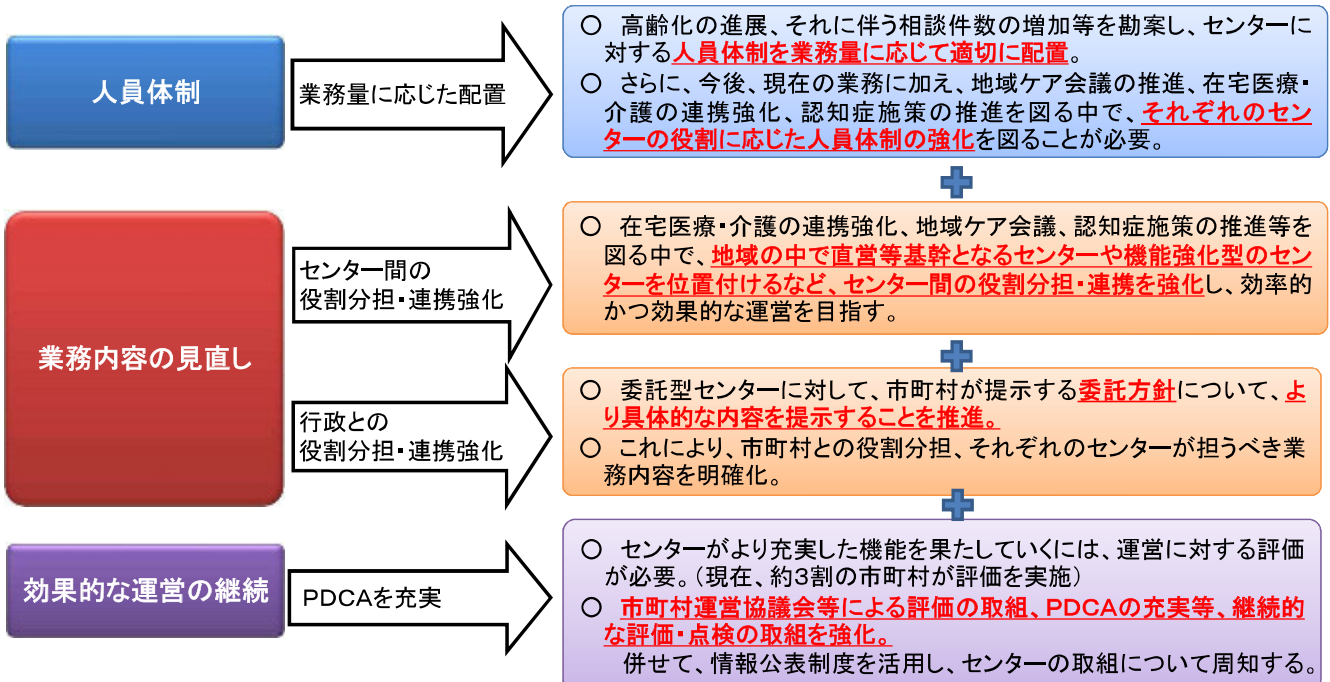 人員体制
業務量に応じた配置
○ 高齢化の進展、それに伴う相談件数の増加等を勘案し、センターに
対する人員体制を業務量に応じて適切に配置。
○ さらに、今後、現在の業務に加え、地域ケア会議の推進、在宅医療・
介護の連携強化、認知症施策の推進を図る中で、それぞれのセン
ターの役割に応じた人員体制の強化を図ることが必要。
業務内容の見直し
センター間の
役割分担・連携強化
○ 在宅医療・介護の連携強化、地域ケア会議、認知症施策の推進等を
図る中で、地域の中で直営等基幹となるセンターや機能強化型のセン
ターを位置付けるなど、センター間の役割分担・連携を強化し、効率的
かつ効果的な運営を目指す。
行政との
役割分担・連携強化
○ 委託型センターに対して、市町村が提示する委託方針について、よ
り具体的な内容を提示することを推進。
○ これにより、市町村との役割分担、それぞれのセンターが担うべき業
務内容を明確化。
効果的な運営の継続
PDCAを充実
○ センターがより充実した機能を果たしていくには、運営に対する評価
が必要。（現在、約3割の市町村が評価を実施）
○ 市町村運営協議会等による評価の取組、PDCAの充実等、継続的
な評価・点検の取組を強化。
併せて、情報公表制度を活用し、センターの取組について周知する。